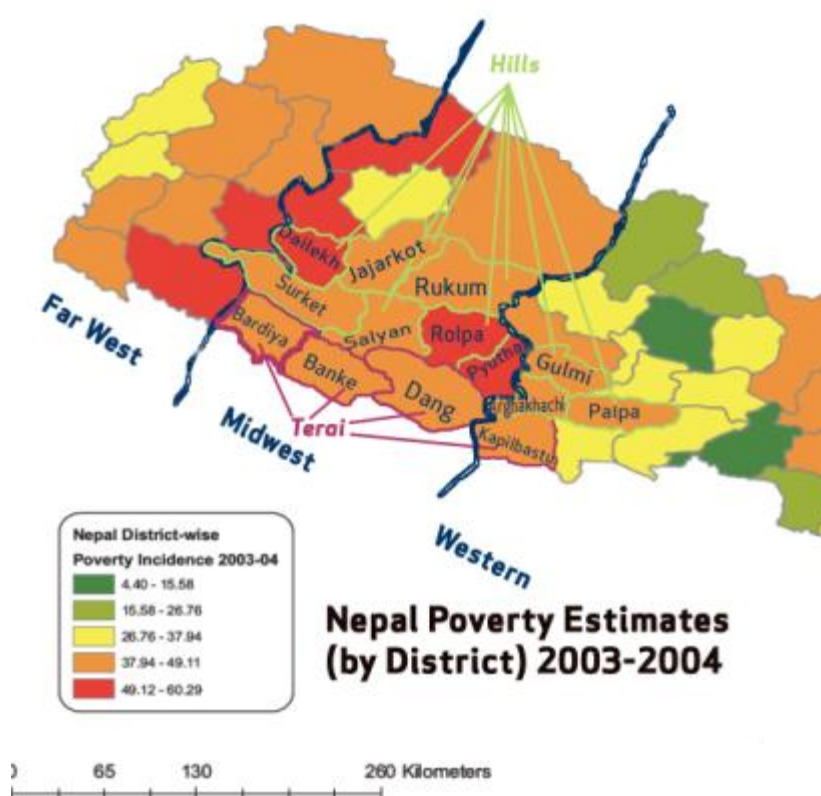 Hills
Dailekh
Jajarkot
Surket
Rukum
Far West
Bardiya
Salyan
Rolpa
Pyuthan
Gulmi
Banke
Dang
Arghakhachi
Palpa
Terai
Midwest
Kapilbastu
Western
Nepal District-wise
Poverty Incidence 2003-04
4.40 - 15.58
15.58 - 26.76
26.76 - 37.94
37.94 - 49.11
49.12 - 60.29
Nepal Poverty Estimates
(by District) 2003-2004
0 65 130 260 Kilometers